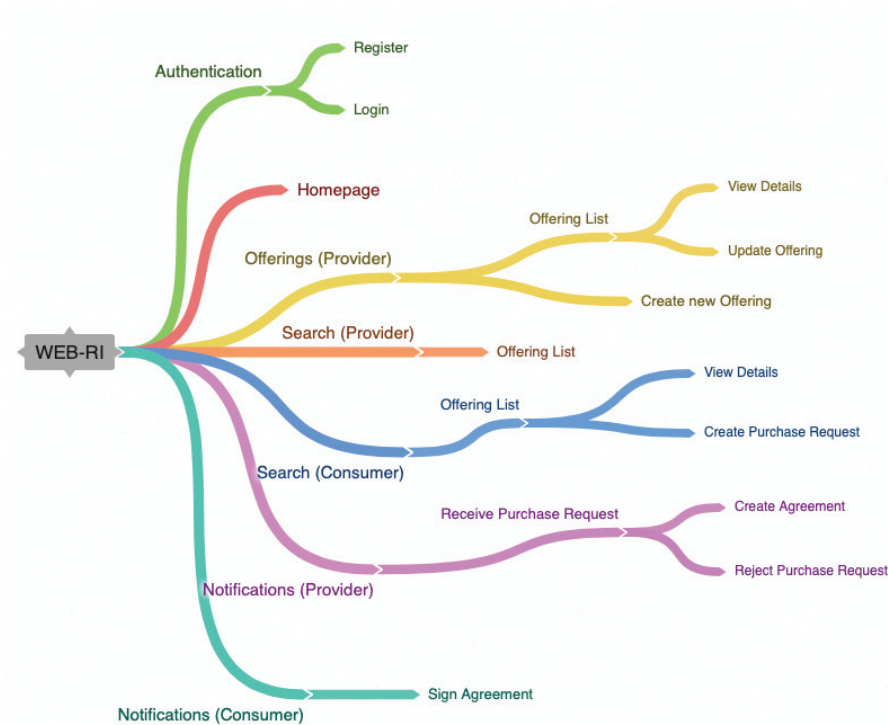 Register
Authentication
Login
Homepage
View Details
Offering List
Update Offering
Offerings (Provider)
Create new Offering
Search (Provider)
WEB-RI
Offering List
View Details
Offering List
Create Purchase Request
Search (Consumer)
Create Agreement
Receive Purchase Request
Reject Purchase Request
Notifications (Provider)
Sign Agreement
Notifications (Consumer)